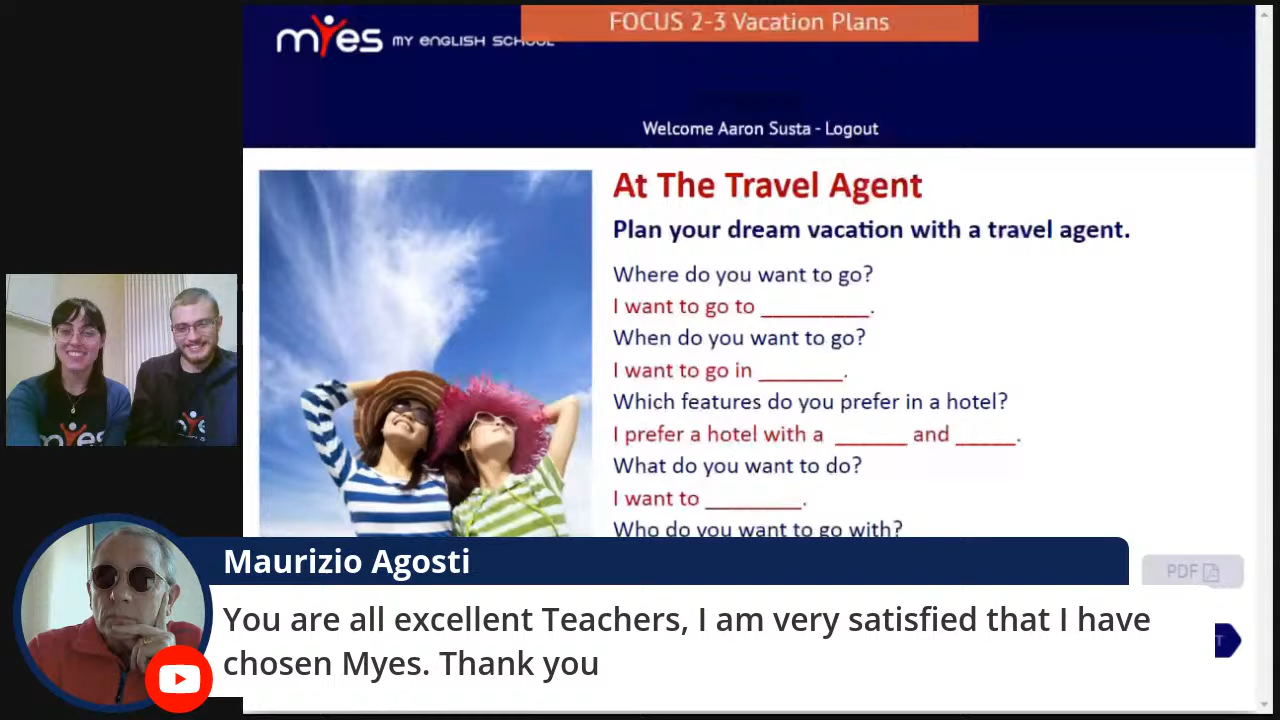 FOCUS 2-3 Vacation Plans
myes MY ENGLISH SCHOOL
Welcome Aaron Susta - Logout
At The Travel Agent
Plan your dream vacation with a travel agent.
Where do you want to go?
I want to go to _________.
When do you want to go?
I want to go in _______.
Which features do you prefer in a hotel?
I prefer a hotel with a ______ and _____.
What do you want to do?
I want to ________.
Who do you want to go with?
myes
Maurizio Agosti
PDF
You are all excellent Teachers, I am very satisfied that I have
chosen Myes. Thank you
T